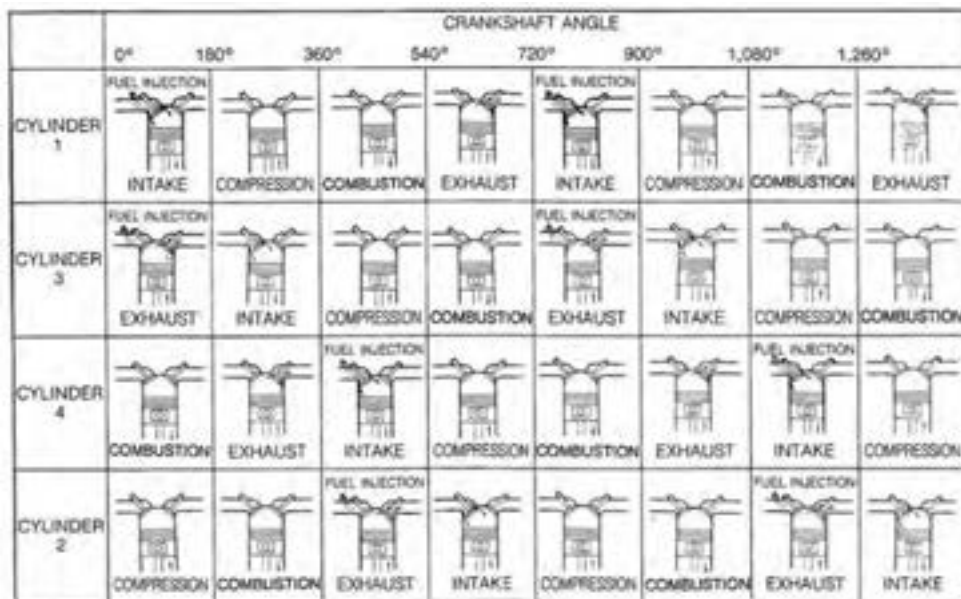 CRANKSHAFT ANGLE
0° 180° 360° 540° 720° 900° 1,080° 1,260°
CYLINDER
1
FUEL INJECTION
INTAKE
COMPRESSION
COMBUSTION
EXHAUST
FUEL INJECTION
INTAKE
COMPRESSION
COMBUSTION
EXHAUST
CYLINDER
3
FUEL INJECTION
EXHAUST
INTAKE
COMPRESSION
COMBUSTION
FUEL INJECTION
EXHAUST
INTAKE
COMPRESSION
COMBUSTION
CYLINDER
4
COMBUSTION
EXHAUST
FUEL INJECTION
INTAKE
COMPRESSION
COMBUSTION
EXHAUST
FUEL INJECTION
INTAKE
COMPRESSION
CYLINDER
2
COMPRESSION
COMBUSTION
FUEL INJECTION
EXHAUST
INTAKE
COMPRESSION
COMBUSTION
FUEL INJECTION
EXHAUST
INTAKE